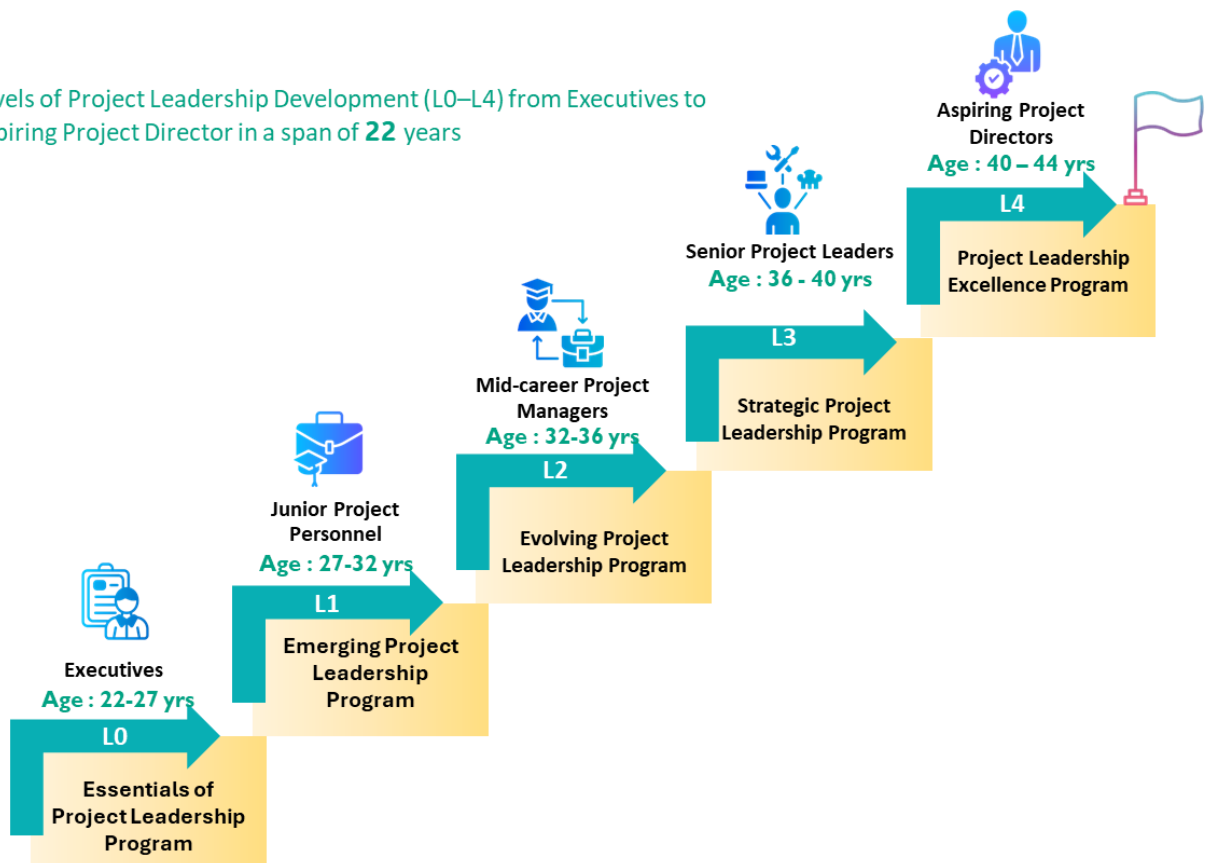 vels of Project Leadership Development (L0–L4) from Executives to
piring Project Director in a span of 22 years
Aspiring Project
Directors
Age : 40 – 44 yrs
L4
Project Leadership
Excellence Program
Senior Project Leaders
Age : 36 - 40 yrs
L3
Strategic Project
Leadership Program
Mid-career Project
Managers
Age : 32-36 yrs
L2
Evolving Project
Leadership Program
Junior Project
Personnel
Age : 27-32 yrs
L1
Emerging Project
Leadership
Program
Executives
Age : 22-27 yrs
L0
Essentials of
Project Leadership
Program